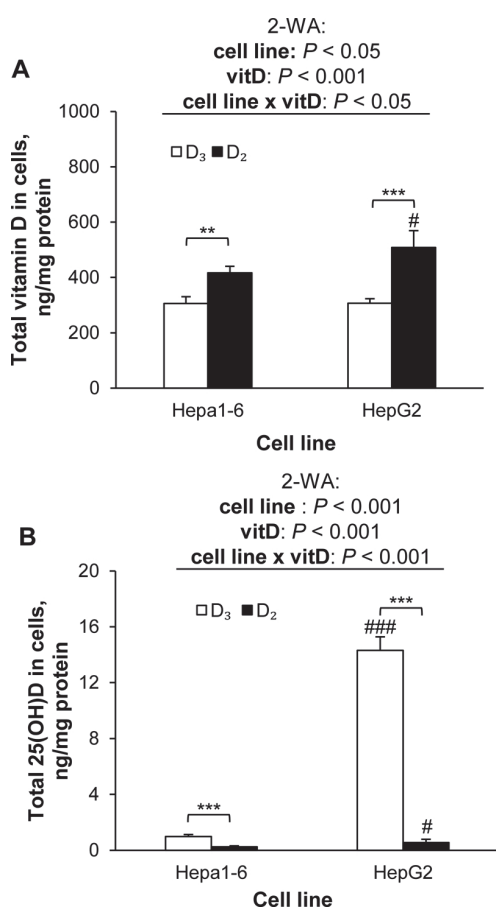 2-WA:
cell line: P < 0.05
vitD: P < 0.001
cell line x vitD: P < 0.05
A
Total vitamin D in cells,
ng/mg protein
1000
800
600
400
200
0
D₃ D₂
**
***
#
Hepa1-6 HepG2
Cell line
2-WA:
cell line : P < 0.001
vitD: P < 0.001
cell line x vitD: P < 0.001
B
Total 25(OH)D in cells,
ng/mg protein
20
16
12
8
4
0
D₃ D₂
***
***
###
#
Hepa1-6 HepG2
Cell line